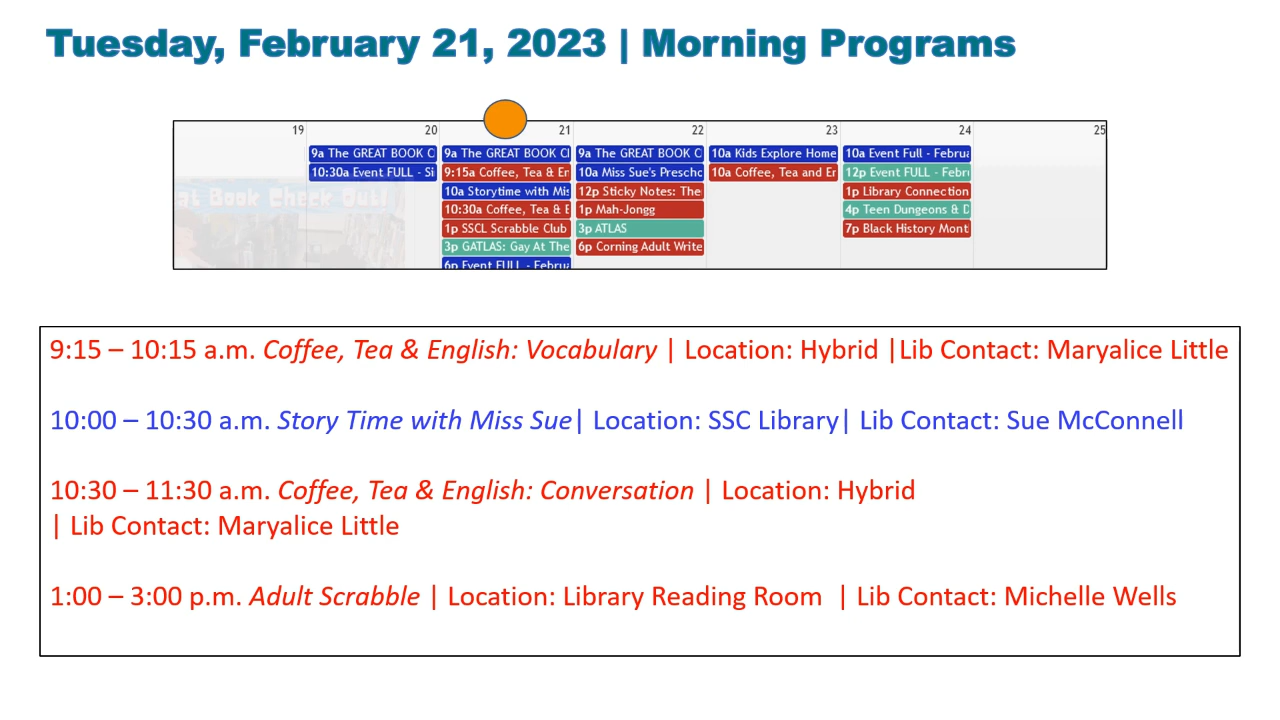 Tuesday, February 21, 2023 | Morning Programs
19 20 21 22 23 24 25
9a The GREAT BOOK C 9a The GREAT BOOK Cl 9a The GREAT BOOK C 10a Kids Explore Home 10a Event Full - Februa
10:30a Event FULL - Si 9:15a Coffee, Tea & En 10a Miss Sue's Prescho 10a Coffee, Tea and En 12p Event FULL - Febru
10a Storytime with Mis 12p Sticky Notes: The 1p Library Connection
at Book Check Out!
10:30a Coffee, Tea & E 1p Mah-Jongg 4p Teen Dungeons & D
1p SSCL Scrabble Club 3p ATLAS 7p Black History Mont
3p GATLAS: Gay At The 6p Corning Adult Write
6p Event FULL - Februa
9:15 – 10:15 a.m. Coffee, Tea & English: Vocabulary | Location: Hybrid |Lib Contact: Maryalice Little
10:00 – 10:30 a.m. Story Time with Miss Sue| Location: SSC Library| Lib Contact: Sue McConnell
10:30 – 11:30 a.m. Coffee, Tea & English: Conversation | Location: Hybrid
| Lib Contact: Maryalice Little
1:00 – 3:00 p.m. Adult Scrabble | Location: Library Reading Room | Lib Contact: Michelle Wells